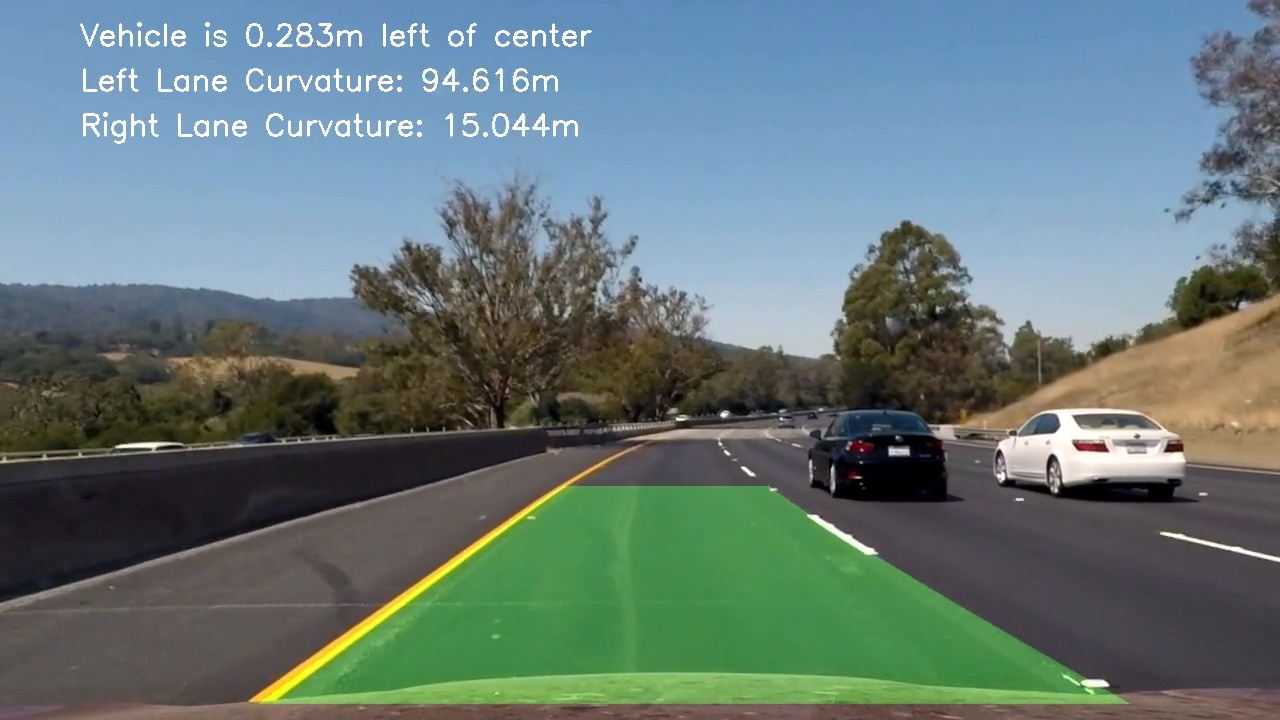 Vehicle is 0.283m left of center
Left Lane Curvature: 94.616m
Right Lane Curvature: 15.044m